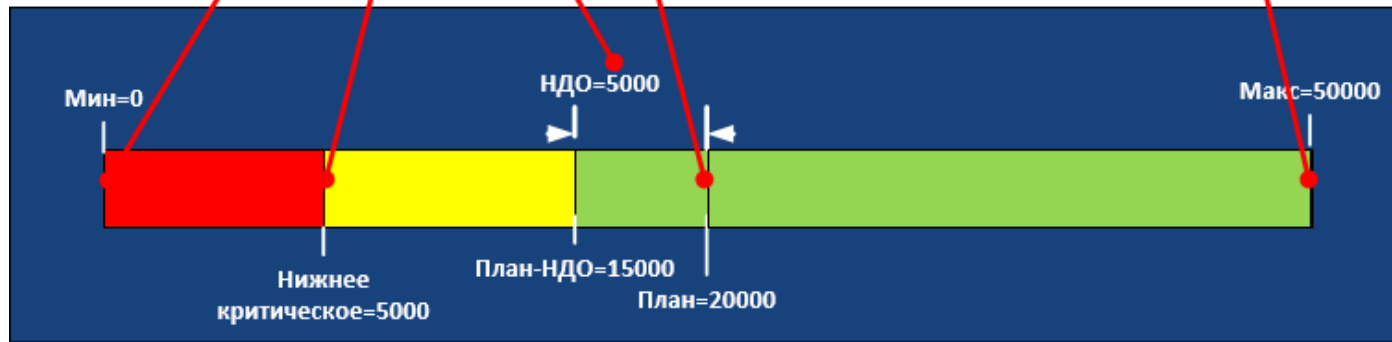 НДО=5000
Мин=0
Макс=50000
План-НДО=15000
Нижнее
критическое=5000
План=20000